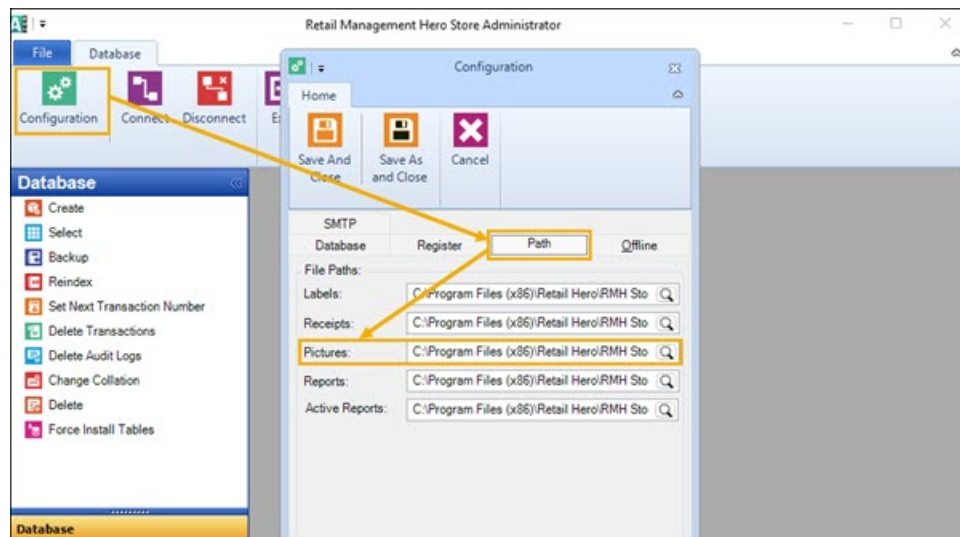 Retail Management Hero Store Administrator
File Database
Configuration Connect Disconnect
Database
Create
Select
Backup
Reindex
Set Next Transaction Number
Delete Transactions
Delete Audit Logs
Change Collation
Delete
Force Install Tables
Database
Configuration
Home
Save And Close
Save As and Close
Cancel
SMTP
Database Register Path Offline
File Paths:
Labels: C:\Program Files (x86)\Retail Hero\RMH Sto
Receipts: C:\Program Files (x86)\Retail Hero\RMH Sto
Pictures: C:\Program Files (x86)\Retail Hero\RMH Sto
Reports: C:\Program Files (x86)\Retail Hero\RMH Sto
Active Reports: C:\Program Files (x86)\Retail Hero\RMH Sto